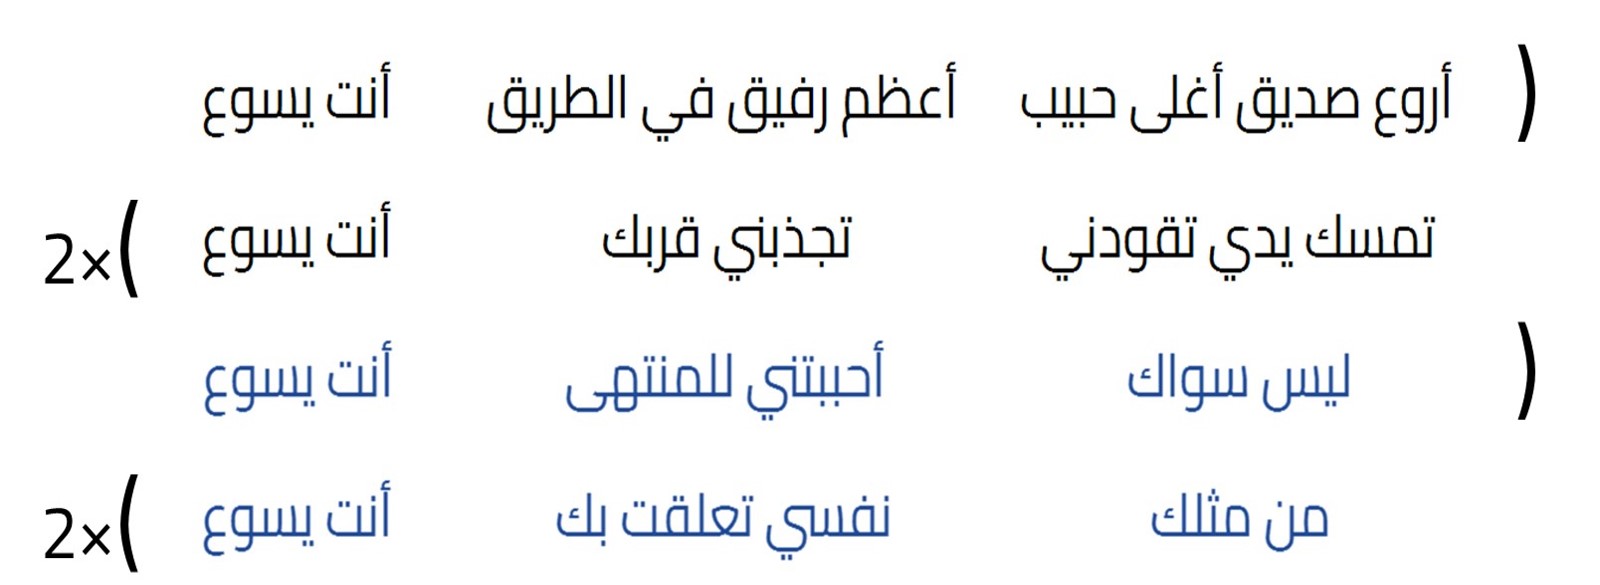 ( أروع صديق أغلى حبيب أعظم رفيق في الطريق أنت يسوع
تمسك يدي تقودني تجذبني قربك أنت يسوع )×2
( ليس سواك أحببتني للمنتهى أنت يسوع
من مثلك نفسي تعلقت بك أنت يسوع )×2